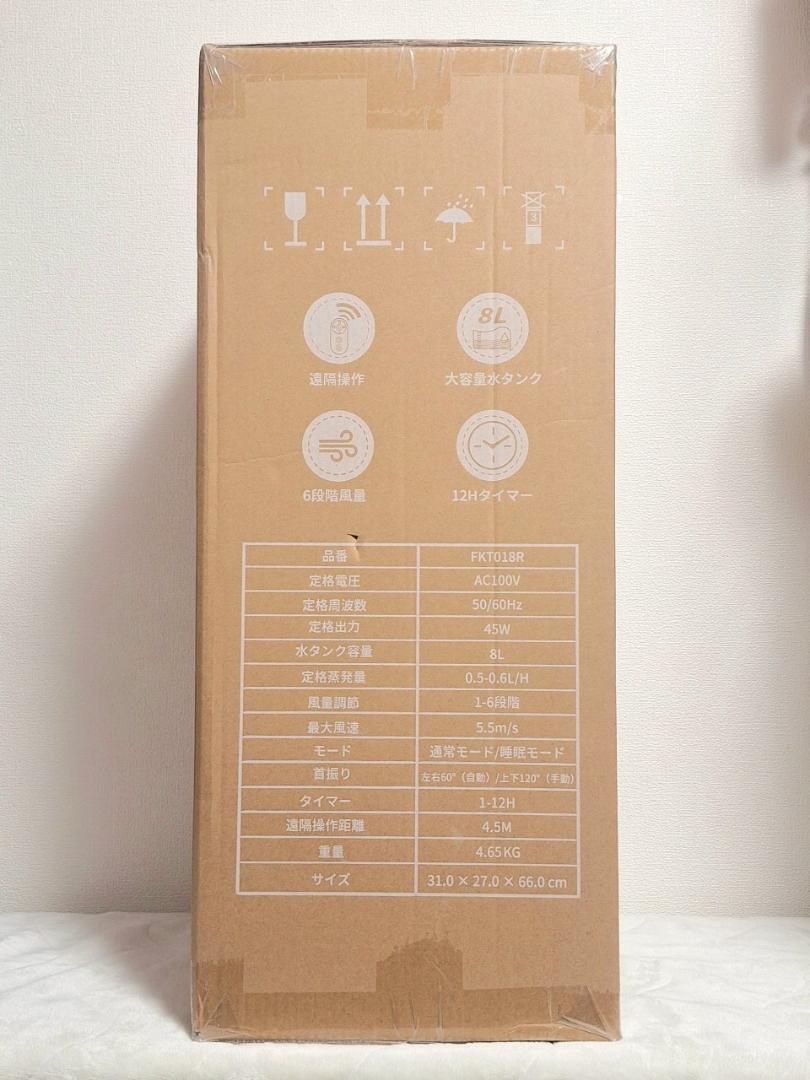 3
8L
遠隔操作 大容量水タンク
6段階風量 12Hタイマー
品番 FKT018R
定格電圧 AC100V
定格周波数 50/60Hz
定格出力 45W
水タンク容量 8L
定格蒸発量 0.5-0.6L/H
風量調節 1-6段階
最大風速 5.5m/s
モード 通常モード/睡眠モード
首振り 左右60°（自動）/上下120°（手動）
タイマー 1-12H
遠隔操作距離 4.5M
重量 4.65KG
サイズ 31.0 × 27.0 × 66.0 cm